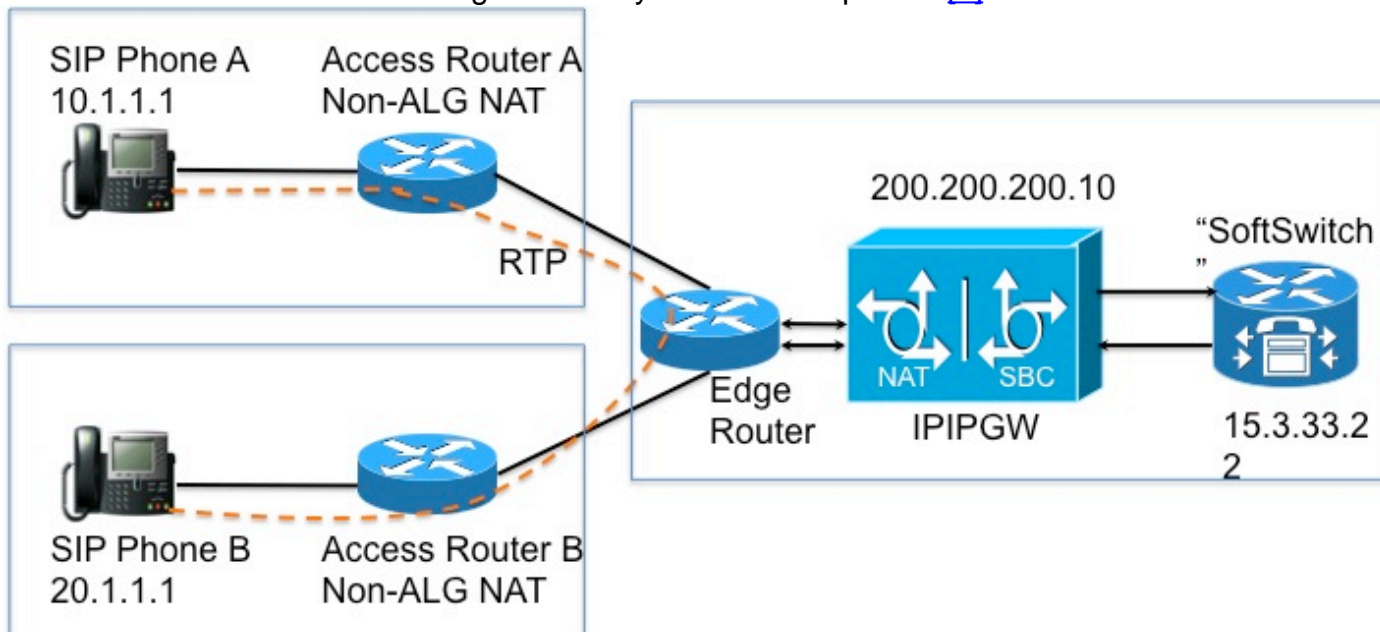 SIP Phone A
10.1.1.1
Access Router A
Non-ALG NAT
RTP
SIP Phone B
20.1.1.1
Access Router B
Non-ALG NAT
Edge
Router
200.200.200.10
NAT
SBC
IPIPGW
“SoftSwitch
”
15.3.33.2
2